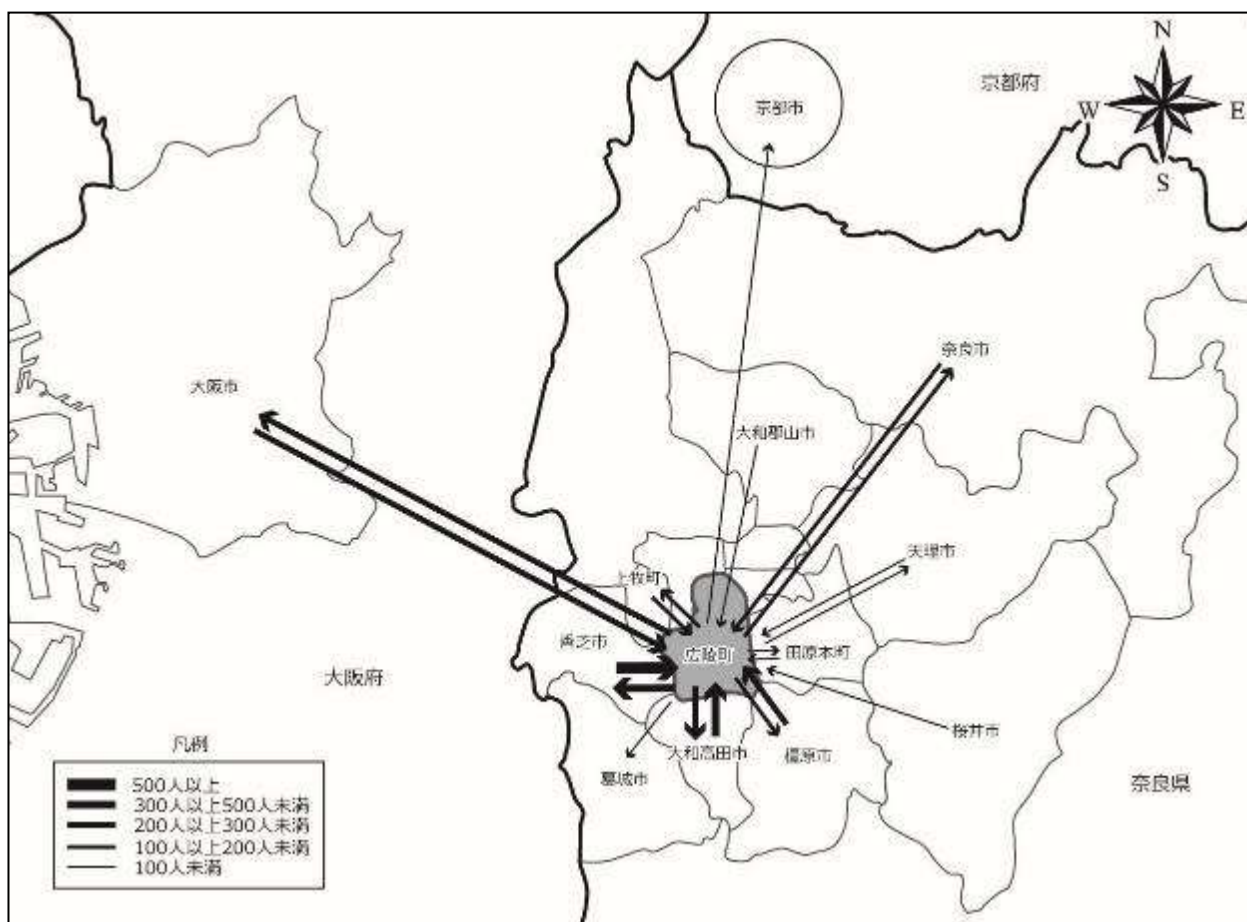 N
京都府
京都市
W
E
S
奈良市
大阪市
大和郡山市
天理市
上牧町
香芝市
広陵町
田原本町
大阪府
桜井市
大和高田市
橿原市
葛城市
奈良県
凡例
500人以上
300人以上500人未満
200人以上300人未満
100人以上200人未満
100人未満